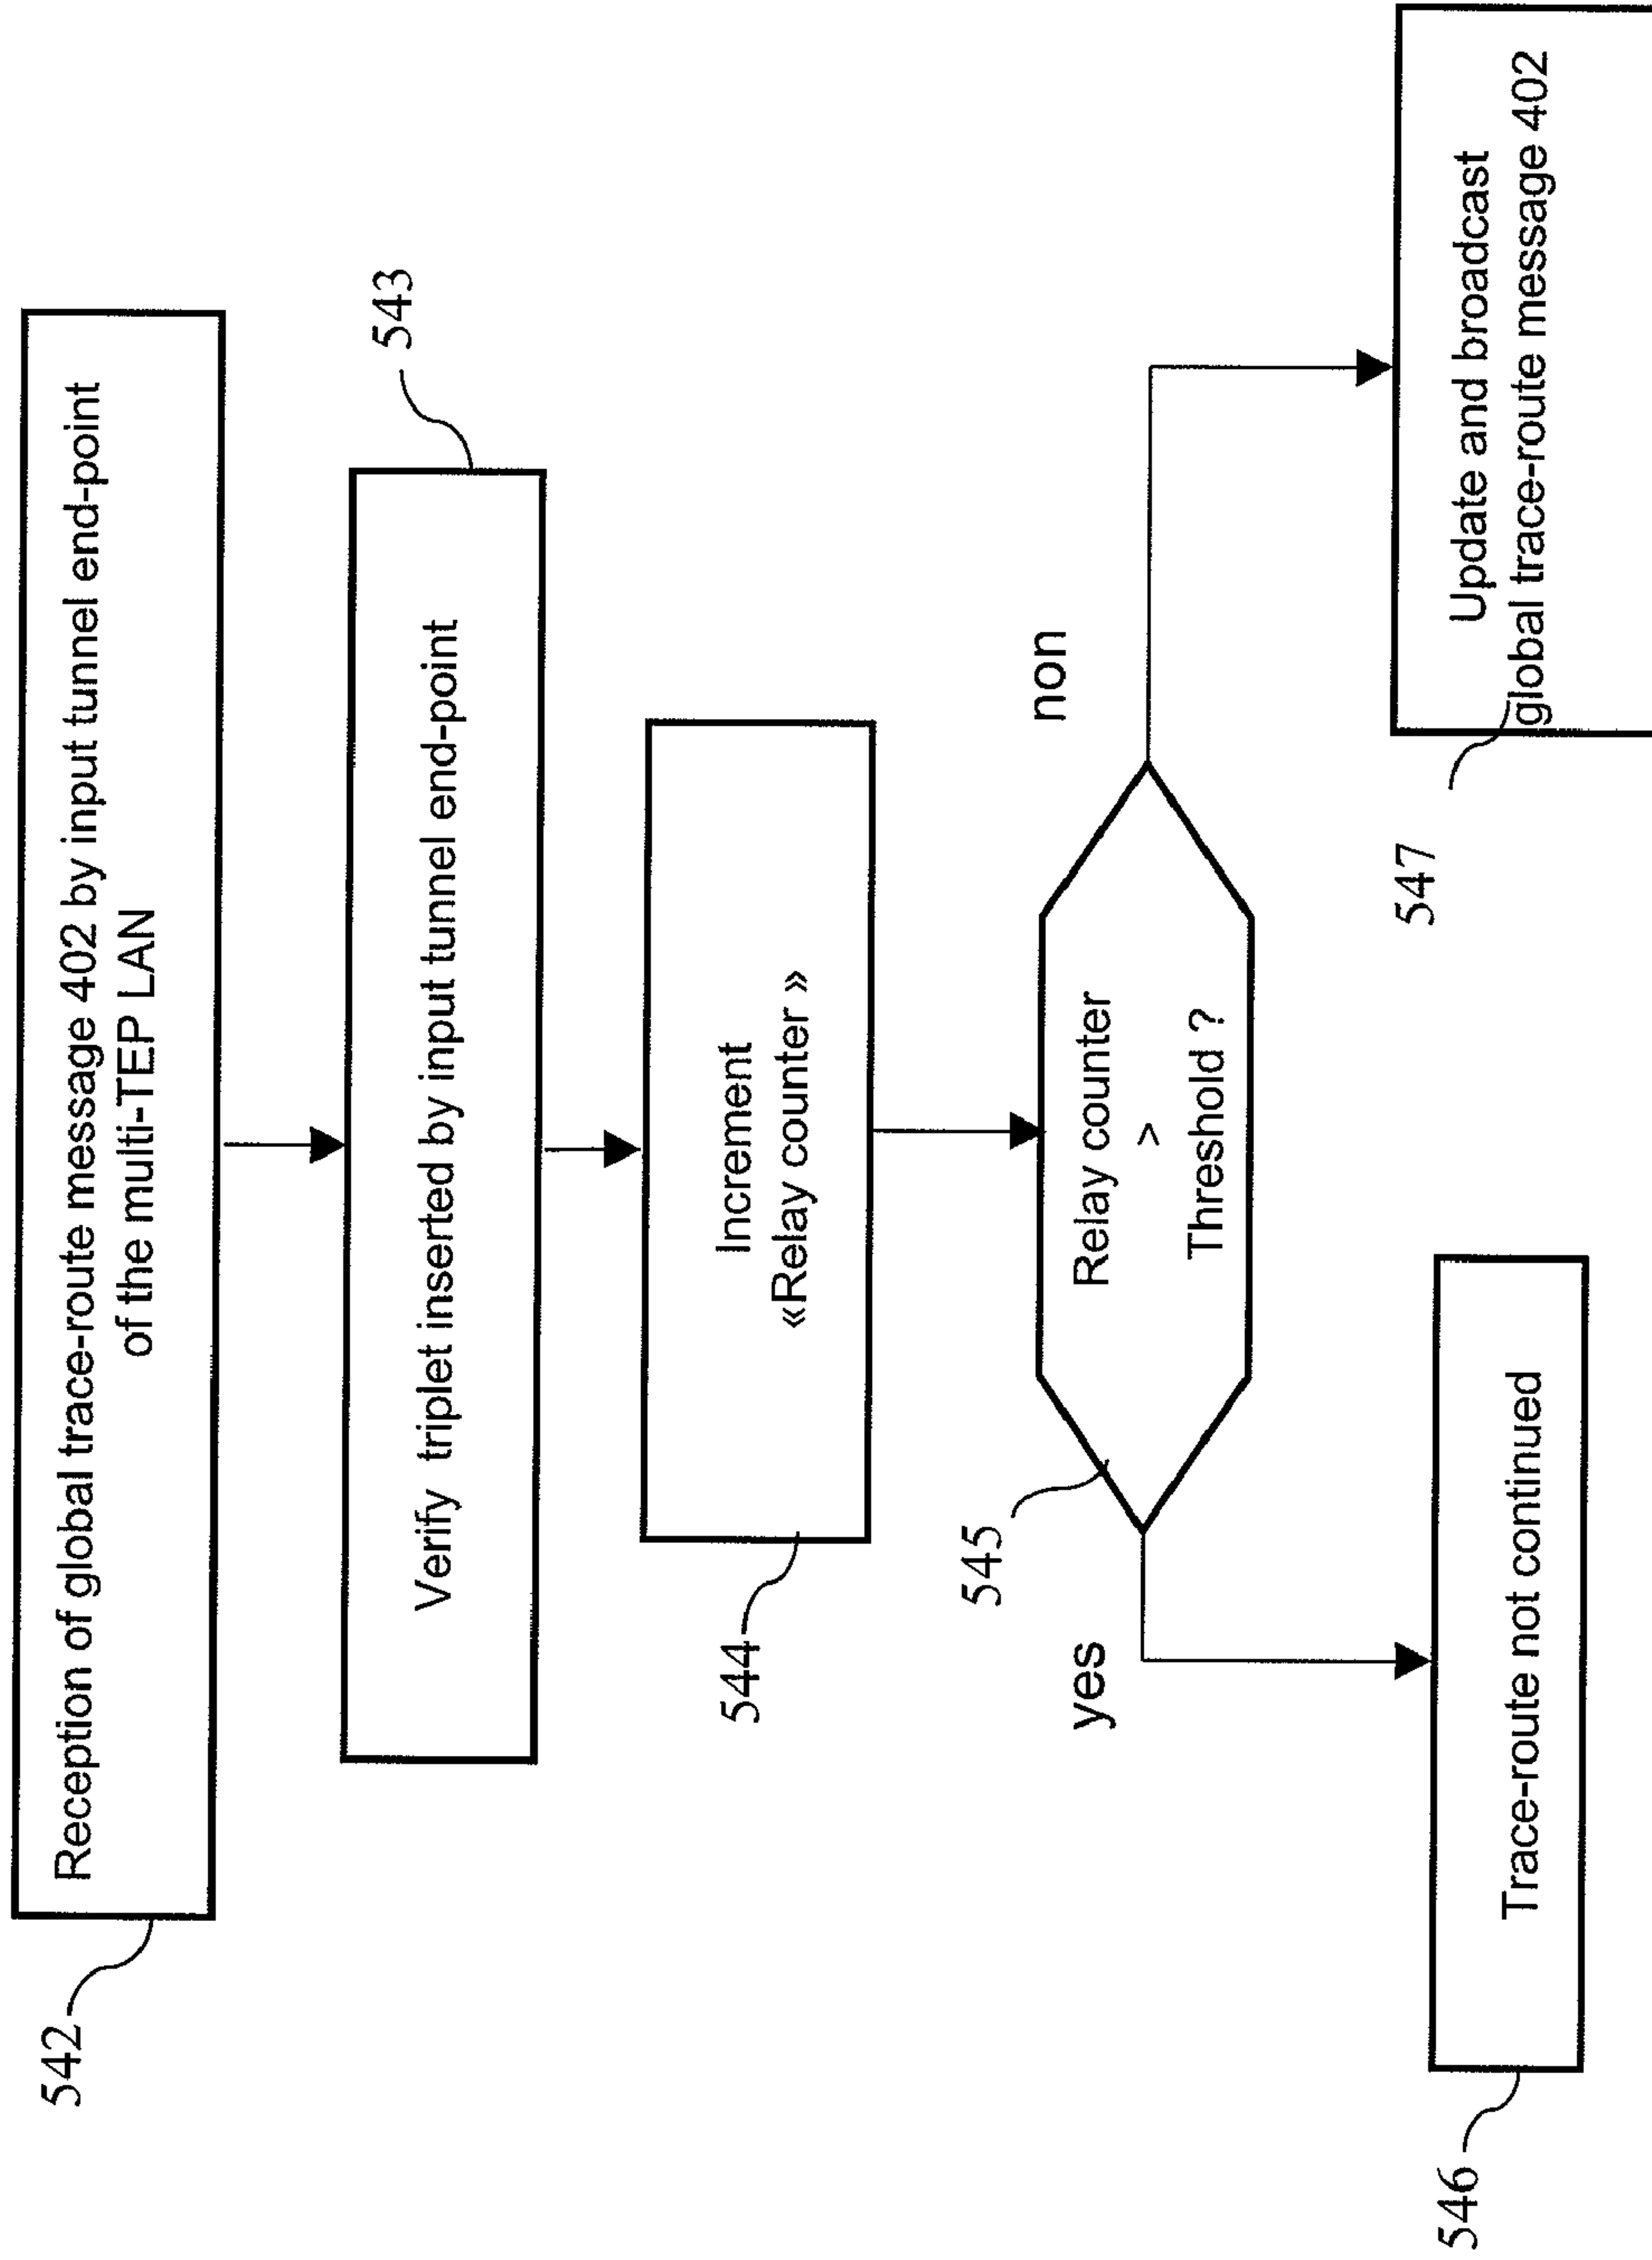 542
Reception of global trace-route message 402 by input tunnel end-point
of the multi-TEP LAN
543
Verify triplet inserted by input tunnel end-point
544
Increment
«Relay counter »
545
Relay counter
>
Threshold ?
yes
non
546
Trace-route not continued
547
Update and broadcast
global trace-route message 402